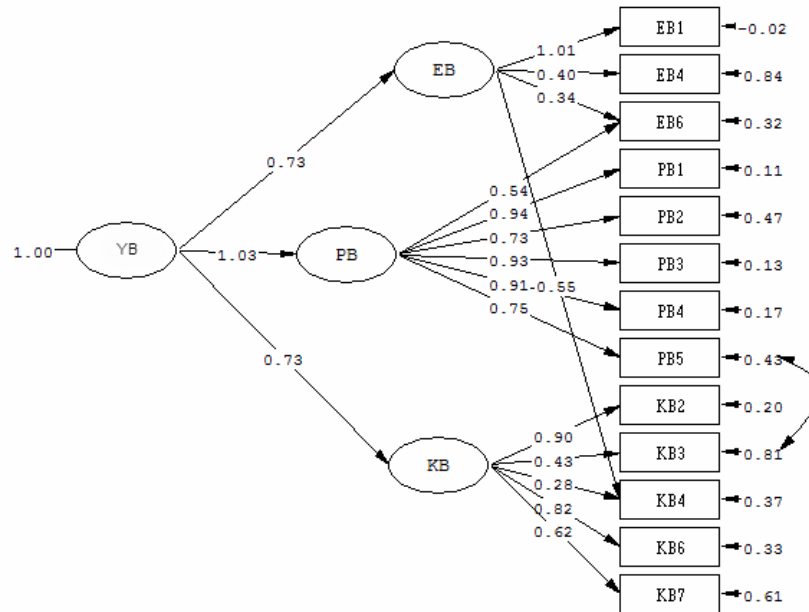 EB1
-0.02
1.01
EB
0.40
EB4
0.84
0.34
EB6
0.32
0.73
PB1
0.11
0.54
0.94
PB2
0.47
0.73
1.00
YB
1.03
PB
0.93
PB3
0.13
0.91
-0.55
PB4
0.17
0.75
PB5
0.43
0.73
KB2
0.20
0.90
KB3
0.81
0.43
KB
0.28
KB4
0.37
0.82
0.62
KB6
0.33
KB7
0.61